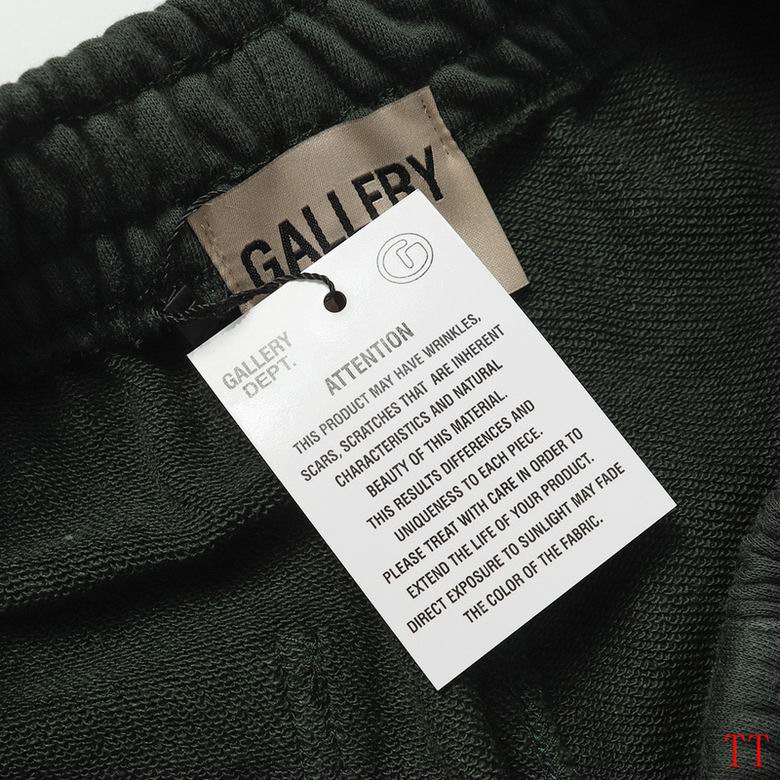 GALLERY
GALLERY
DEPT.
ATTENTION
THIS PRODUCT MAY HAVE WRINKLES,
SCARS, SCRATCHES THAT ARE INHERENT
CHARACTERISTICS AND NATURAL
BEAUTY OF THIS MATERIAL.
THIS RESULTS DIFFERENCES AND
UNIQUENESS TO EACH PIECE.
PLEASE TREAT WITH CARE IN ORDER TO
EXTEND THE LIFE OF YOUR PRODUCT.
DIRECT EXPOSURE TO SUNLIGHT MAY FADE
THE COLOR OF THE FABRIC.
TT